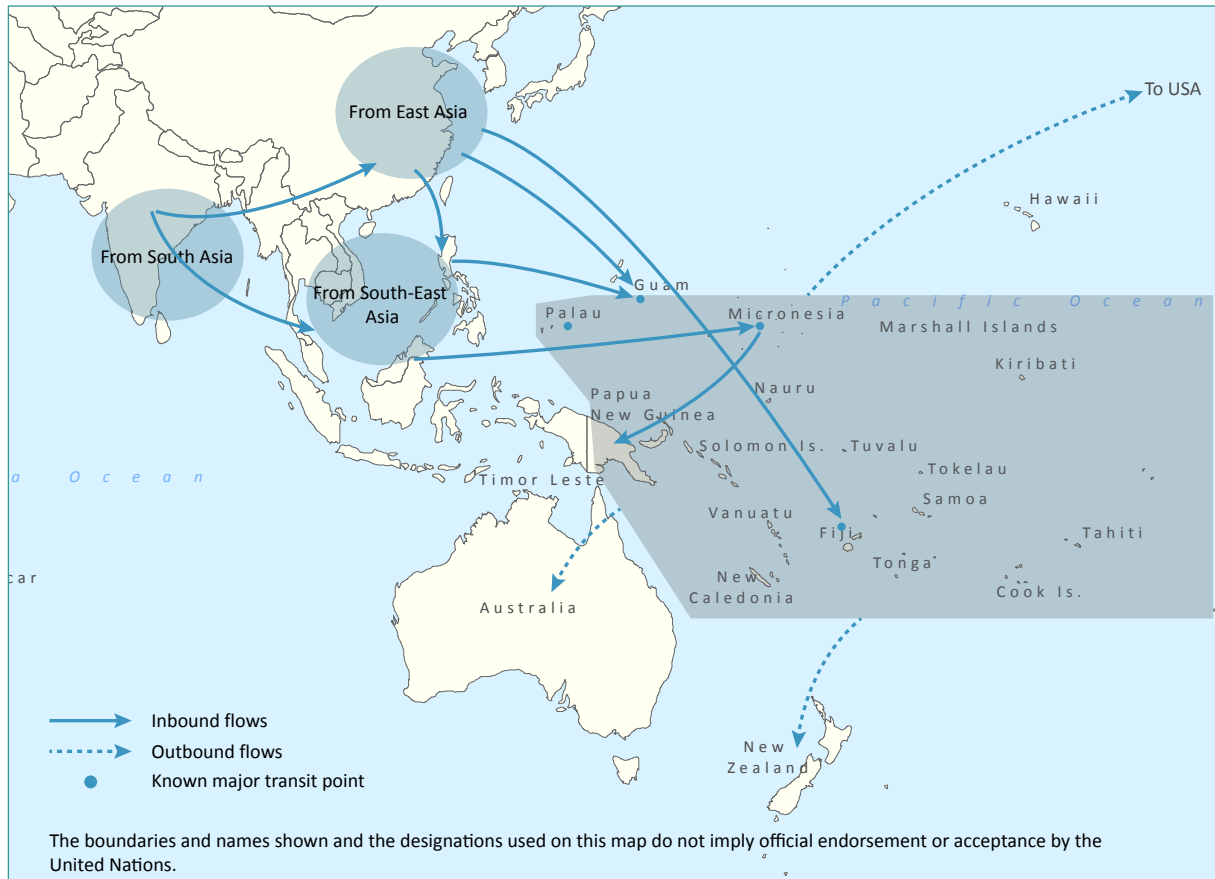 To USA
From East Asia
Hawaii
From South Asia
From South-East
Asia
Guam
Pacific Ocean
Palau
Micronesia
Marshall Islands
Kiribati
Papua
New Guinea
Nauru
Solomon Is.
Tuvalu
Tokelau
a Ocean
Timor Leste
Samoa
Vanuatu
Fiji
Tahiti
Tonga
car
New
Caledonia
Cook Is.
Australia
Inbound flows
Outbound flows
Known major transit point
New
Zealand
The boundaries and names shown and the designations used on this map do not imply official endorsement or acceptance by the
United Nations.